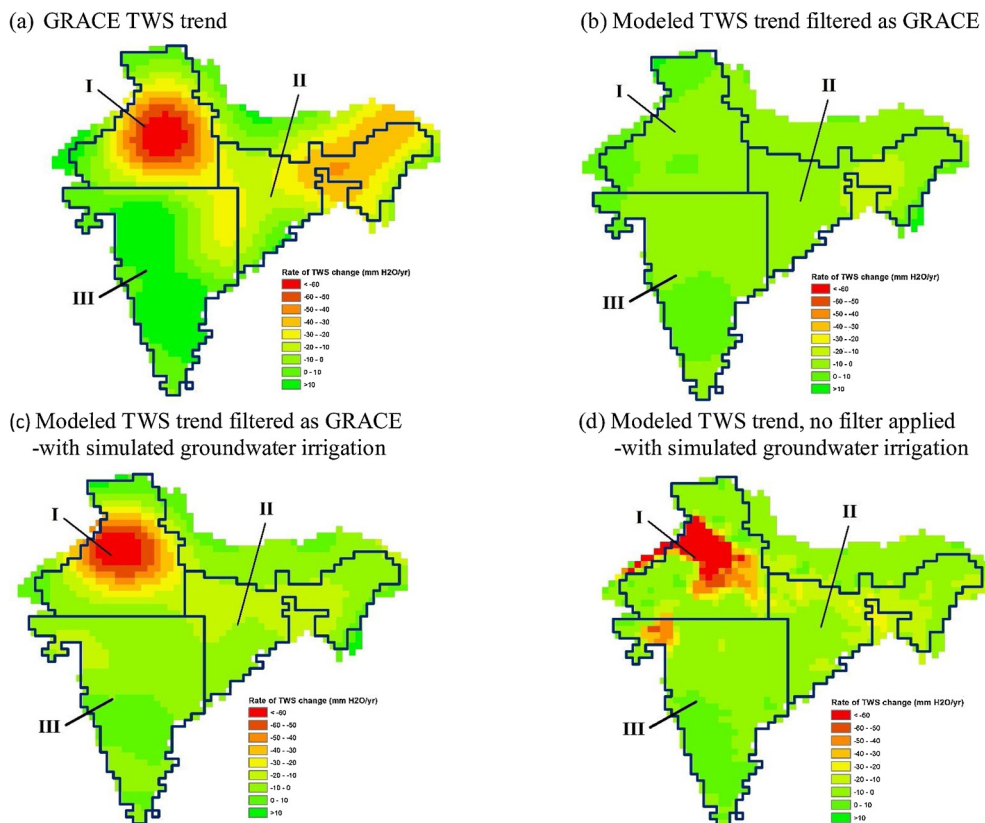 (a) GRACE TWS trend
I
II
III
Rate of TWS change (mm H2O/yr)
< -60
-60 - -50
-50 - -40
-40 - -30
-30 - -20
-20 - -10
-10 - 0
0 - 10
>10
(b) Modeled TWS trend filtered as GRACE
I
II
III
Rate of TWS change (mm H2O/yr)
< -60
-60 - -50
-50 - -40
-40 - -30
-30 - -20
-20 - -10
-10 - 0
0 - 10
>10
(c) Modeled TWS trend filtered as GRACE
-with simulated groundwater irrigation
I
II
III
Rate of TWS change (mm H2O/yr)
< -60
-60 - -50
-50 - -40
-40 - -30
-30 - -20
-20 - -10
-10 - 0
0 - 10
>10
(d) Modeled TWS trend, no filter applied
-with simulated groundwater irrigation
I
II
III
Rate of TWS change (mm H2O/yr)
< -60
-60 - -50
-50 - -40
-40 - -30
-30 - -20
-20 - -10
-10 - 0
0 - 10
>10